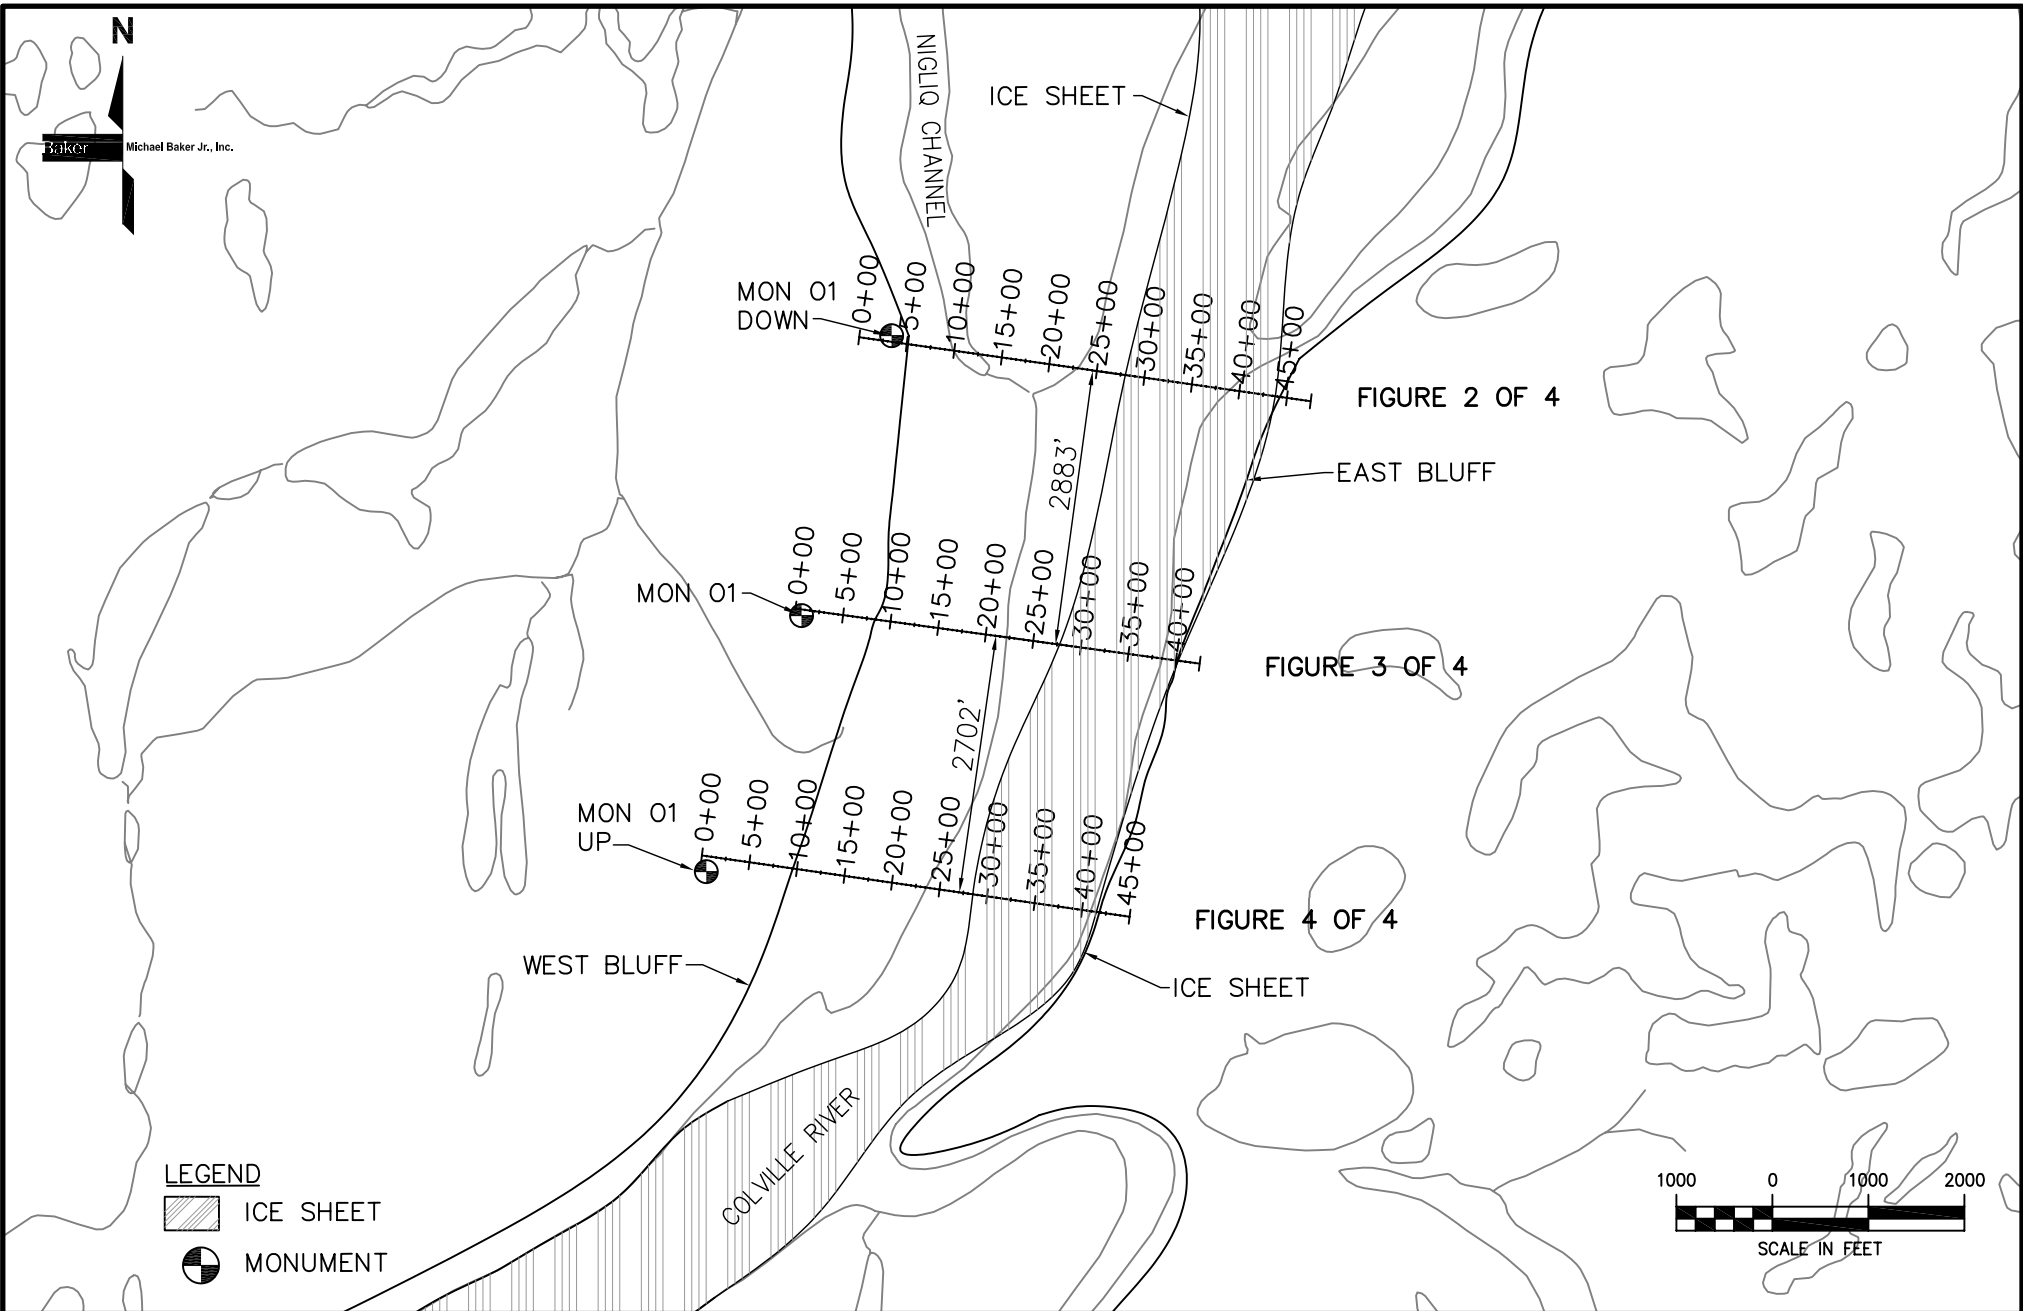 N
Baker
Michael Baker Jr., Inc.
NIGLIQ CHANNEL
ICE SHEET
MON 01
DOWN
0+00
5+00
10+00
15+00
20+00
25+00
30+00
35+00
40+00
45+00
FIGURE 2 OF 4
2883'
EAST BLUFF
MON 01
0+00
5+00
10+00
15+00
20+00
25+00
30+00
35+00
40+00
FIGURE 3 OF 4
2702'
MON 01
UP
0+00
5+00
10+00
15+00
20+00
25+00
30+00
35+00
40+00
45+00
FIGURE 4 OF 4
WEST BLUFF
ICE SHEET
COLVILLE RIVER
LEGEND
ICE SHEET
MONUMENT
1000 0 1000 2000
SCALE IN FEET